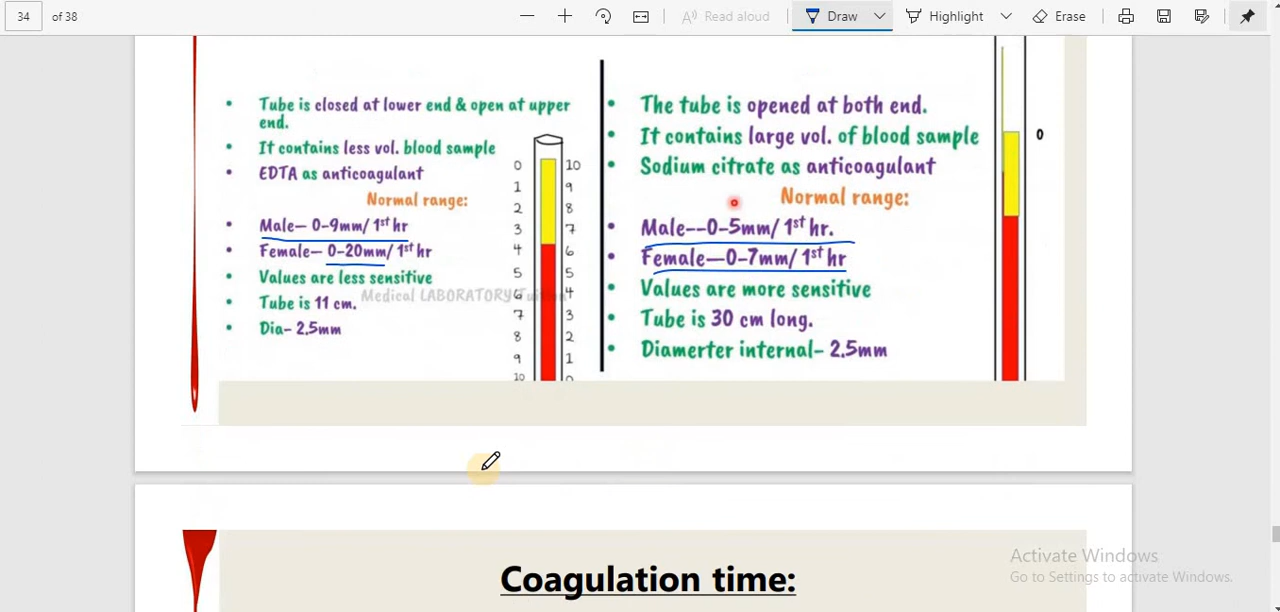 34 of 38
Read aloud
Draw
Highlight
Erase
• Tube is closed at lower end & open at upper
end.
• It contains less vol. blood sample
• EDTA as anticoagulant
Normal range:
• Male– 0-9mm/ 1st hr
• Female– 0-20mm/ 1st hr
• Values are less sensitive
• Tube is 11 cm.
• Dia– 2.5mm
Medical LABORATORY Tuition
0 10
1 9
2 8
3 7
4 6
5 5
6 4
7 3
8 2
9 1
10 0
• The tube is opened at both end.
• It contains large vol. of blood sample
• Sodium citrate as anticoagulant
Normal range:
• Male--0-5mm/ 1st hr.
• Female–0-7mm/ 1st hr
• Values are more sensitive
• Tube is 30 cm long.
• Diamerter internal– 2.5mm
0
Coagulation time:
Activate Windows
Go to Settings to activate Windows.